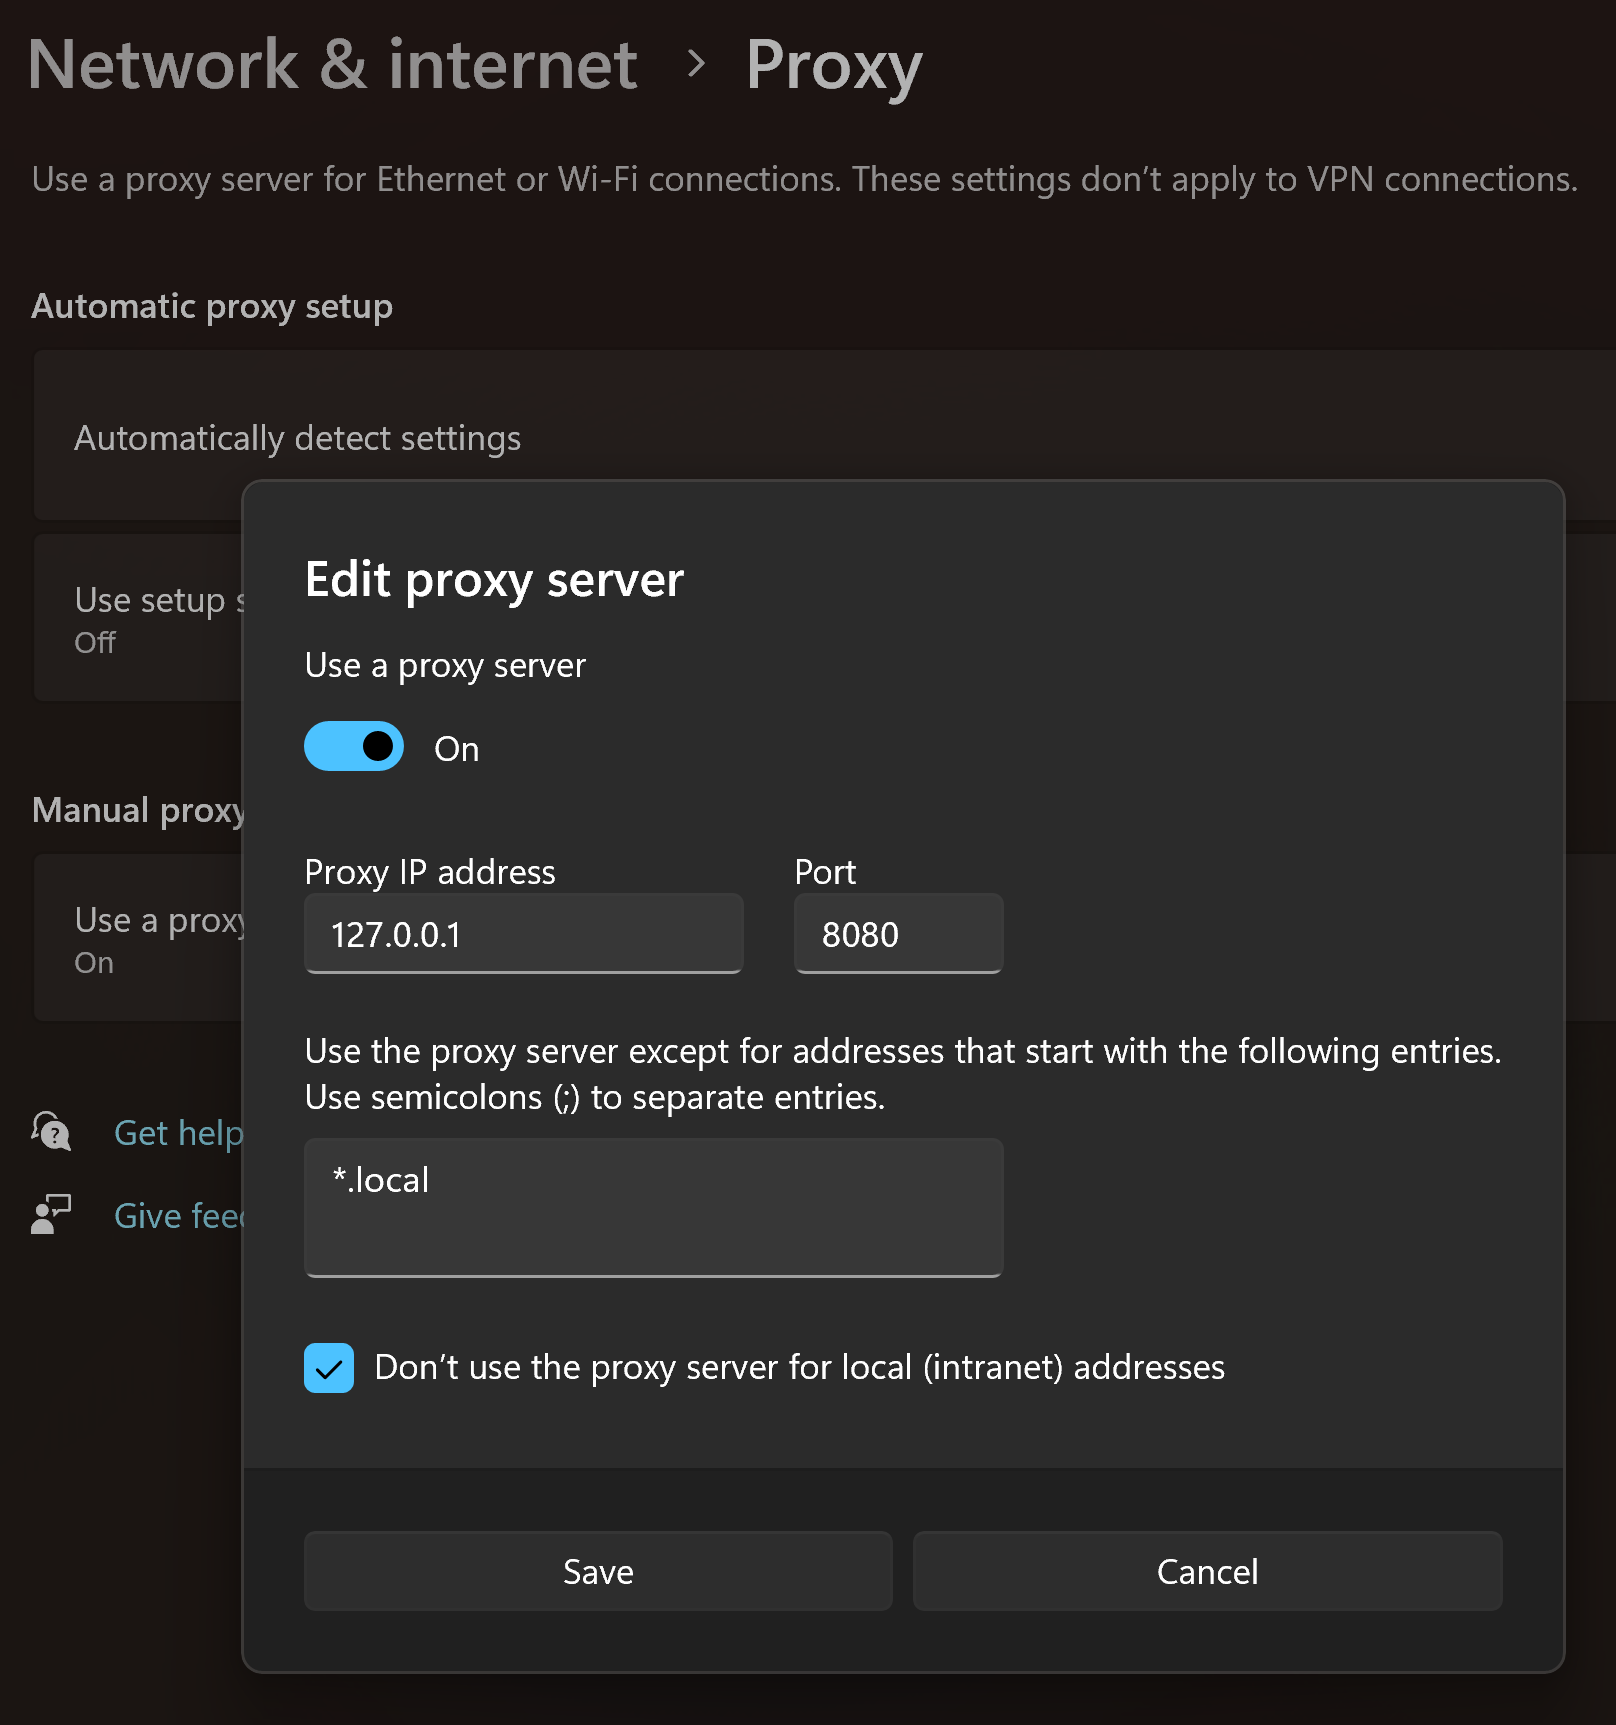 Network & internet > Proxy
Use a proxy server for Ethernet or Wi-Fi connections. These settings don’t apply to VPN connections.
Automatic proxy setup
Automatically detect settings
Use setup s
Off
Manual proxy
Use a proxy
On
Get help
Give feed
Edit proxy server
Use a proxy server
On
Proxy IP address
Port
127.0.0.1
8080
Use the proxy server except for addresses that start with the following entries.
Use semicolons (;) to separate entries.
*.local
Don’t use the proxy server for local (intranet) addresses
Save
Cancel